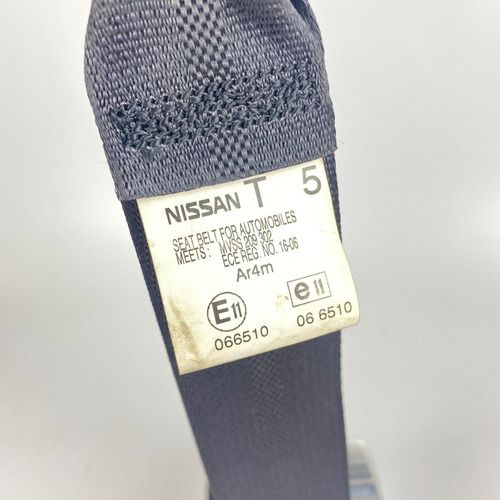 NISSAN T 5
SEAT BELT FOR AUTOMOBILES
MEETS: MVSS 209 302
ECE REG. NO. 16-06
Ar4m
E11 e11
066510 06 6510